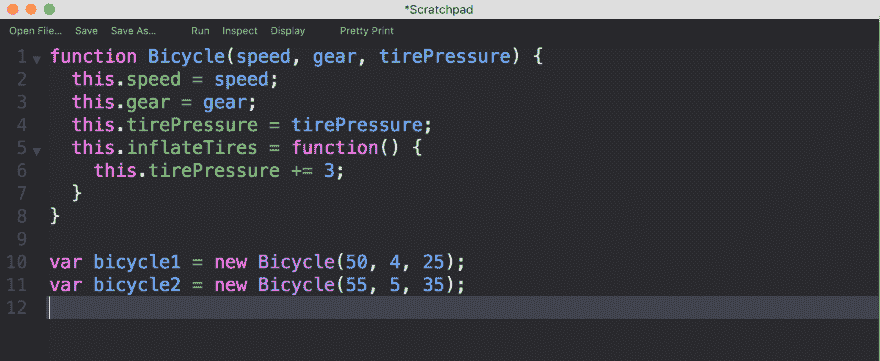 *Scratchpad
Open File... Save Save As... Run Inspect Display Pretty Print
1 function Bicycle(speed, gear, tirePressure) {
2   this.speed = speed;
3   this.gear = gear;
4   this.tirePressure = tirePressure;
5   this.inflateTires = function() {
6     this.tirePressure += 3;
7   }
8 }
9
10 var bicycle1 = new Bicycle(50, 4, 25);
11 var bicycle2 = new Bicycle(55, 5, 35);
12